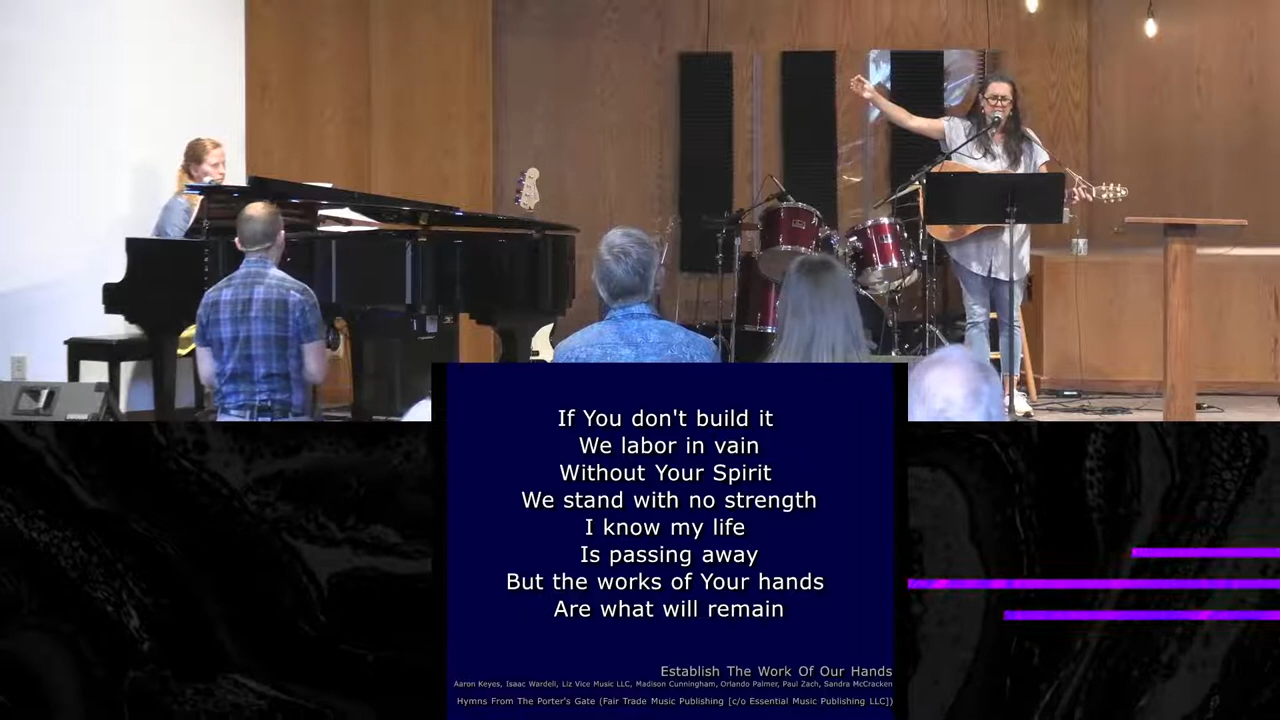 If You don't build it
We labor in vain
Without Your Spirit
We stand with no strength
I know my life
Is passing away
But the works of Your hands
Are what will remain
Establish The Work Of Our Hands
Aaron Keyes, Isaac Wardell, Liz Vice Music LLC, Madison Cunningham, Orlando Palmer, Paul Zach, Sandra McCracken
Hymns From The Porter's Gate (Fair Trade Music Publishing [c/o Essential Music Publishing LLC])